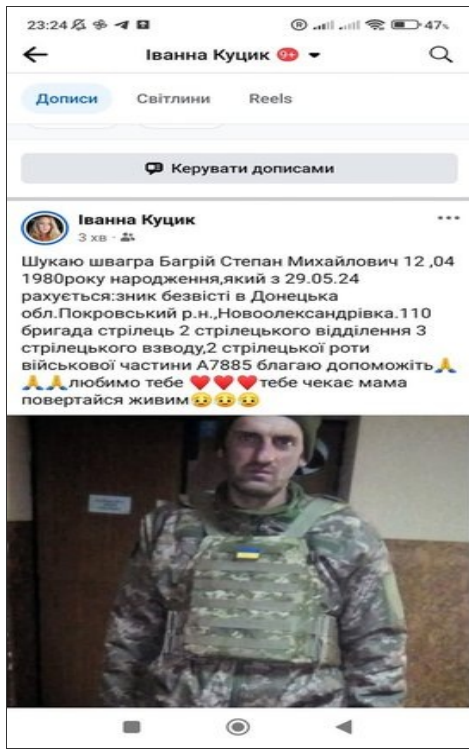 23:24 47%
Іванна Куцик 9+
Дописи Світлини Reels
Керувати дописами
Іванна Куцик
3 хв
Шукаю швагра Багрій Степан Михайлович 12 ,04
1980року народження,який з 29.05.24
рахується:зник безвісті в Донецька
обл.Покровський р.н.,Новоолександрівка.110
бригада стрілець 2 стрілецького відділення 3
стрілецького взводу,2 стрілецької роти
військової частини А7885 благаю допоможіть🙏
🙏🙏любимо тебе ❤️❤️❤️тебе чекає мама
повертайся живим😥😥😥